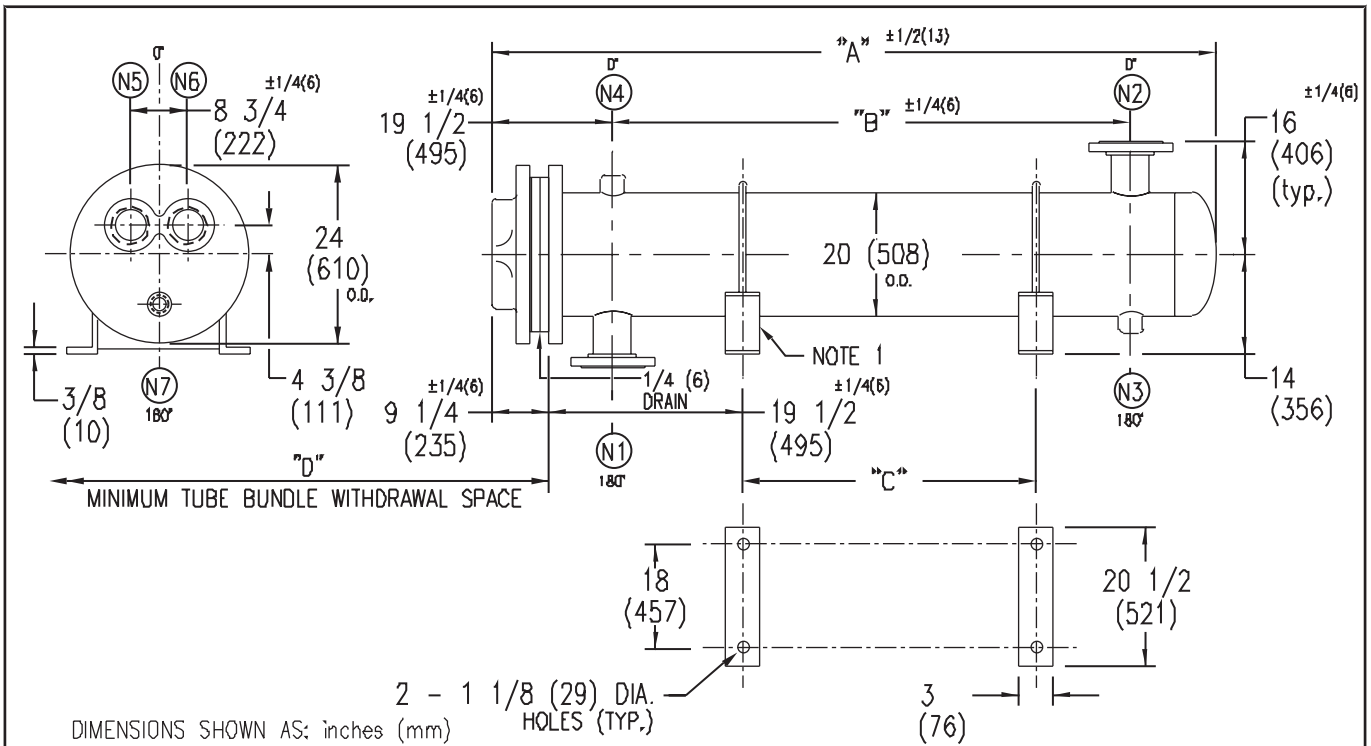 0°
N5
N6
±1/4(6)
8 3/4
(222)
24
(610)
O.D.
N7
180°
3/8
(10)
4 3/8
(111)
"A" ±1/2(13)
±1/4(6)
19 1/2
(495)
0°
N4
"B" ±1/4(6)
0°
N2
±1/4(6)
16
(406)
(typ.)
20 (508)
O.D.
NOTE 1
1/4 (6)
DRAIN
±1/4(6)
9 1/4
(235)
±1/4(6)
19 1/2
(495)
N1
180°
N3
180°
14
(356)
"D"
MINIMUM TUBE BUNDLE WITHDRAWAL SPACE
"C"
18
(457)
20 1/2
(521)
2 - 1 1/8 (29) DIA.
HOLES (TYP.)
3
(76)
DIMENSIONS SHOWN AS: inches (mm)